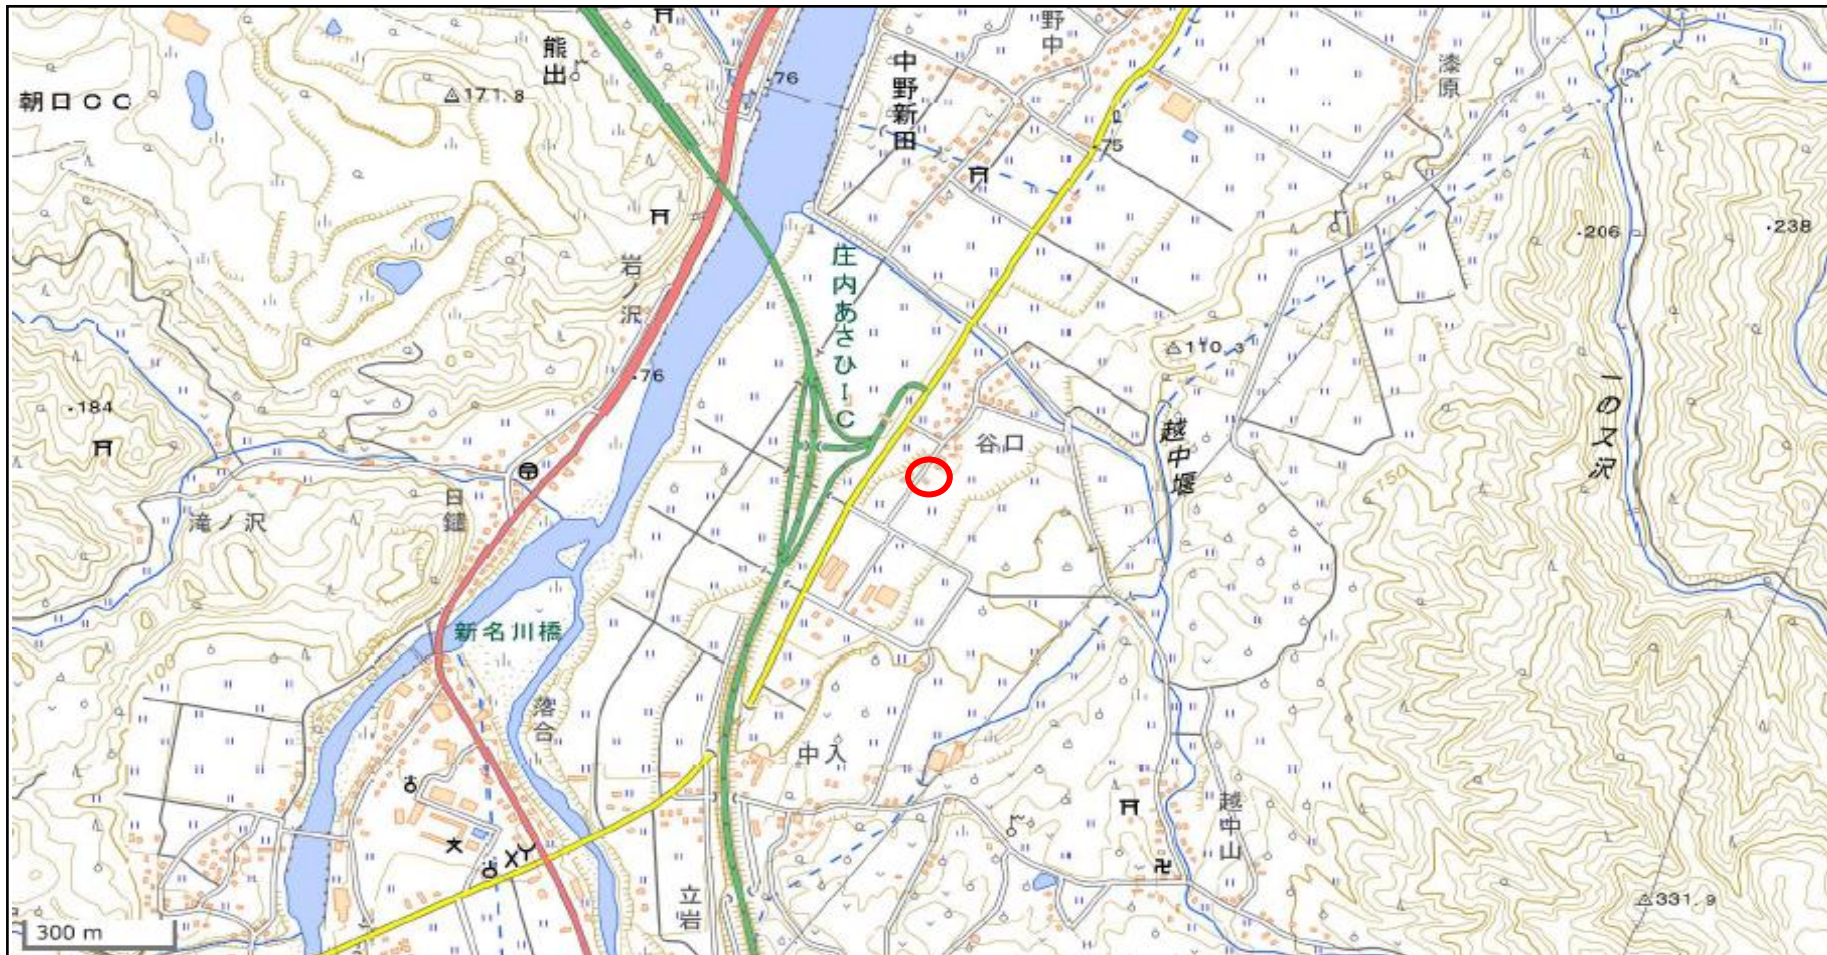 熊出
・76
中野新田
野中
漆原
朝日CC
171.8
・75
・206
・238
岩ノ沢
庄内あさひIC
110.3
・76
・184
一の又沢
越中堰
谷口
150
滝ノ沢
新名川橋
100
落合
中入
越中山
立岩
331.9
300 m